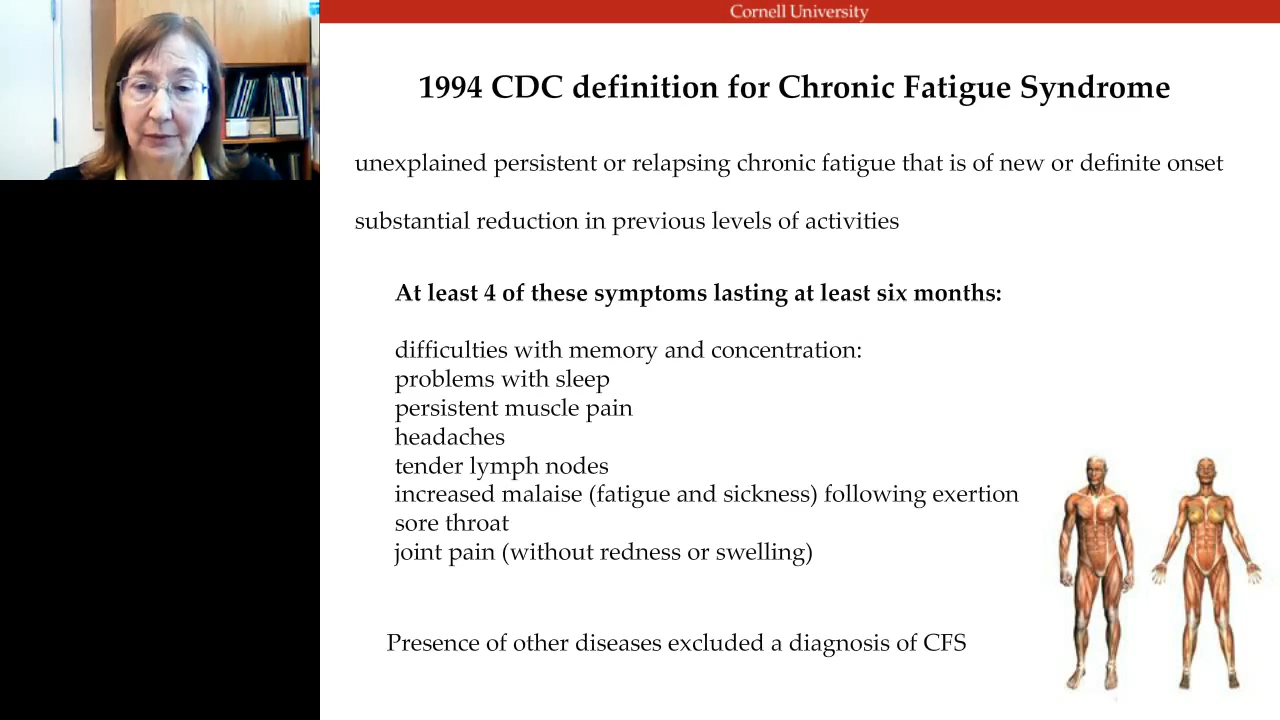 Cornell University
1994 CDC definition for Chronic Fatigue Syndrome
unexplained persistent or relapsing chronic fatigue that is of new or definite onset
substantial reduction in previous levels of activities
At least 4 of these symptoms lasting at least six months:
difficulties with memory and concentration:
problems with sleep
persistent muscle pain
headaches
tender lymph nodes
increased malaise (fatigue and sickness) following exertion
sore throat
joint pain (without redness or swelling)
Presence of other diseases excluded a diagnosis of CFS